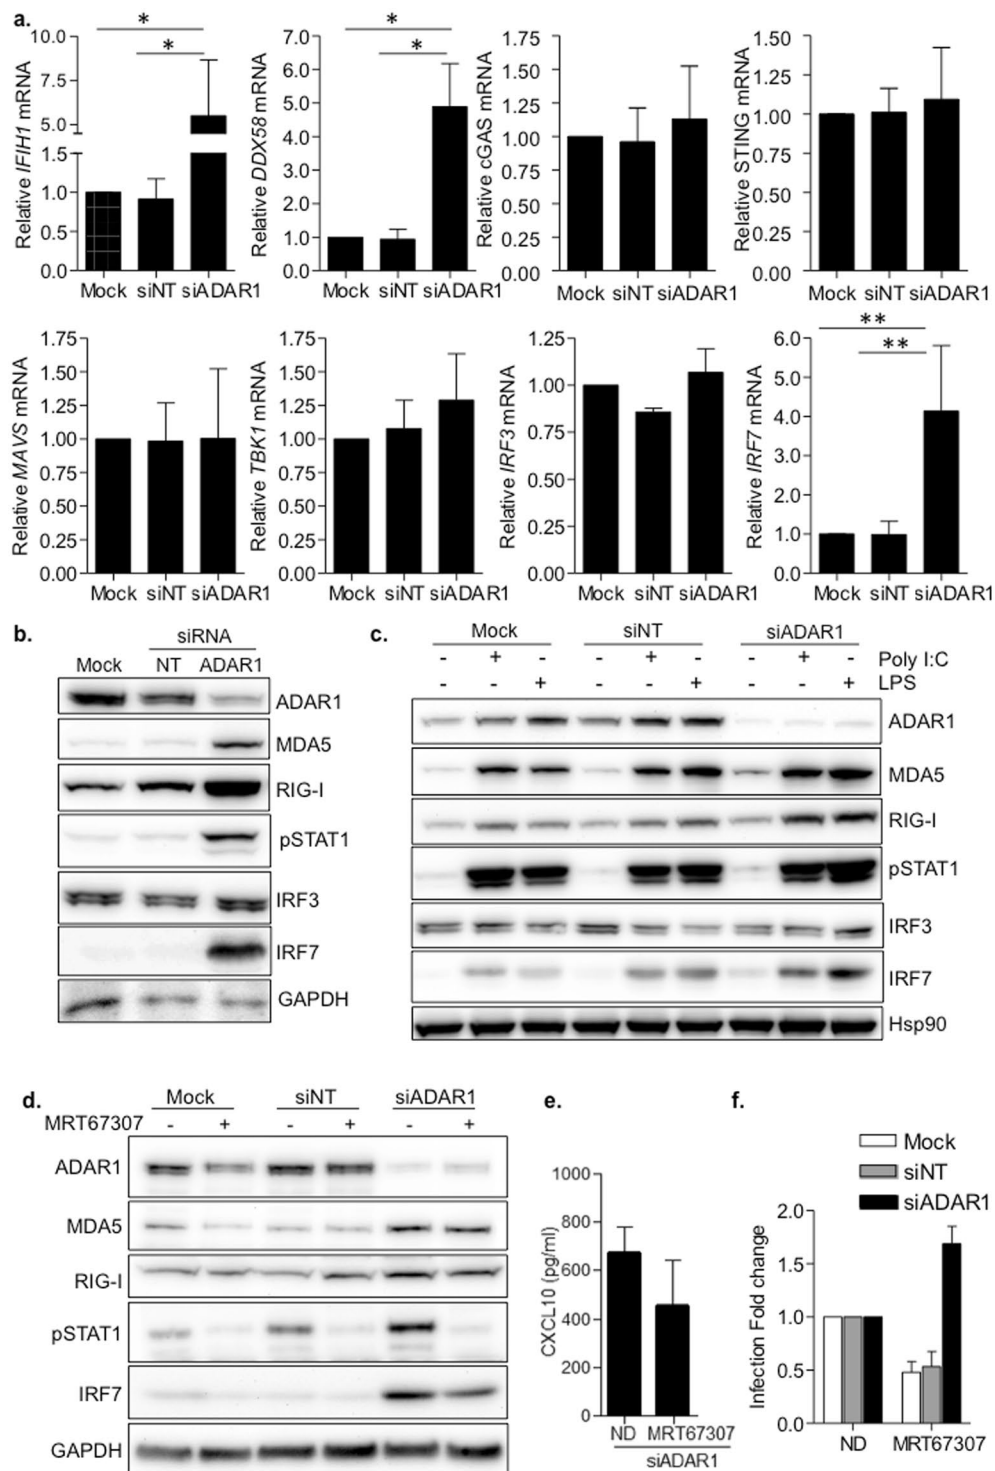 a.
* * * *
10.0 7.0 1.75 1.50
7.5 6.0 1.50 1.25
5.0 5.0 1.25 1.00
1.5 4.0 1.00 0.75
1.0 3.0 0.75 0.50
0.5 2.0 0.50 0.25
0.0 1.0 0.25 0.00
0.0 0.00
Relative IFIH1 mRNA
Relative DDX58 mRNA
Relative cGAS mRNA
Relative STING mRNA
Mock siNT siADAR1 Mock siNT siADAR1 Mock siNT siADAR1 Mock siNT siADAR1
** **
1.75 1.75 1.25 6.0
1.50 1.50 1.00 5.0
1.25 1.25 0.75 4.0
1.00 1.00 0.50 3.0
0.75 0.75 0.25 2.0
0.50 0.50 0.00 1.0
0.25 0.25 0.0
0.00 0.00
Relative MAVS mRNA
Relative TBK1 mRNA
Relative IRF3 mRNA
Relative IRF7 mRNA
Mock siNT siADAR1 Mock siNT siADAR1 Mock siNT siADAR1 Mock siNT siADAR1
b.
siRNA
Mock NT ADAR1
ADAR1
MDA5
RIG-I
pSTAT1
IRF3
IRF7
GAPDH
c.
Mock siNT siADAR1
- + - - + - - + Poly I:C
- + - + - - + LPS
ADAR1
MDA5
RIG-I
pSTAT1
IRF3
IRF7
Hsp90
d.
Mock siNT siADAR1
MRT67307 - + - + - +
ADAR1
MDA5
RIG-I
pSTAT1
IRF7
GAPDH
e.
1000
800
600
400
200
0
CXCL10 (pg/ml)
ND MRT67307
siADAR1
f.
Mock
siNT
siADAR1
2.0
1.5
1.0
0.5
0.0
Infection Fold change
ND MRT67307